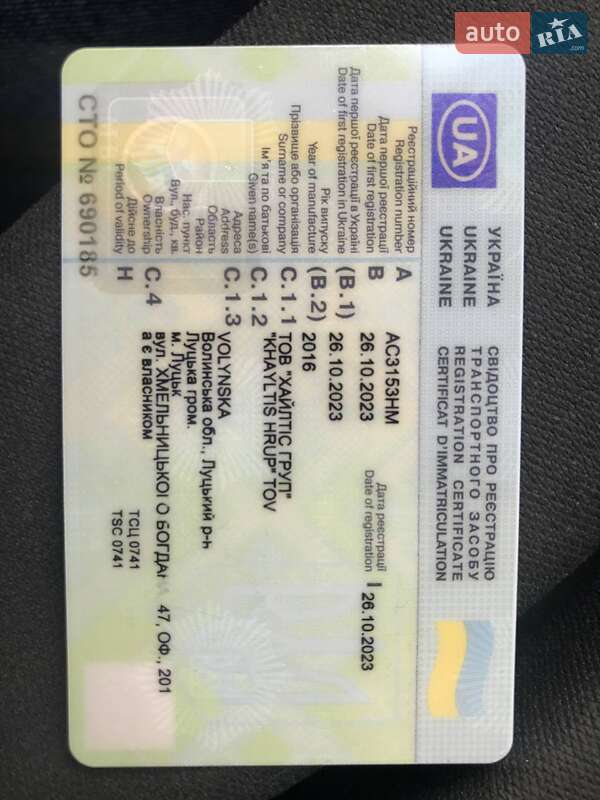 auto RIA.com
UA
УКРАЇНА
UKRAINE
UKRAINE
СВІДОЦТВО ПРО РЕЄСТРАЦІЮ
ТРАНСПОРТНОГО ЗАСОБУ
REGISTRATION CERTIFICATE
CERTIFICAT D'IMMATRICULATION
Реєстраційний номер
Registration number
A
AC3153HM
Дата першої реєстрації
Date of first registration
B
26.10.2023
Дата реєстрації
Date of registration
I
26.10.2023
Дата першої реєстрації в Україні
Date of first registration in Ukraine
(B.1)
26.10.2023
Рік випуску
Year of manufacture
(B.2)
2016
Прізвище або організація
Surname or company
C.1.1
ТОВ "ХАЙЛТІС ГРУП"
"KHAYLTIS HRUP" TOV
Ім'я та по батькові
Given name(s)
C.1.2
Адреса
Address
Область
Район
Нас. пункт
Вул., буд., кв.
C.1.3
VOLYNSKA
Волинська обл., Луцький р-н
Луцька гром.
м. Луцьк
вул. ХМЕЛЬНИЦЬКОГО БОГДАНА, 47, ОФ., 201
Власність
Ownership
C.4
а є власником
Дійсне до
Period of validity
H
ТСЦ 0741
TSC 0741
СТО № 690185